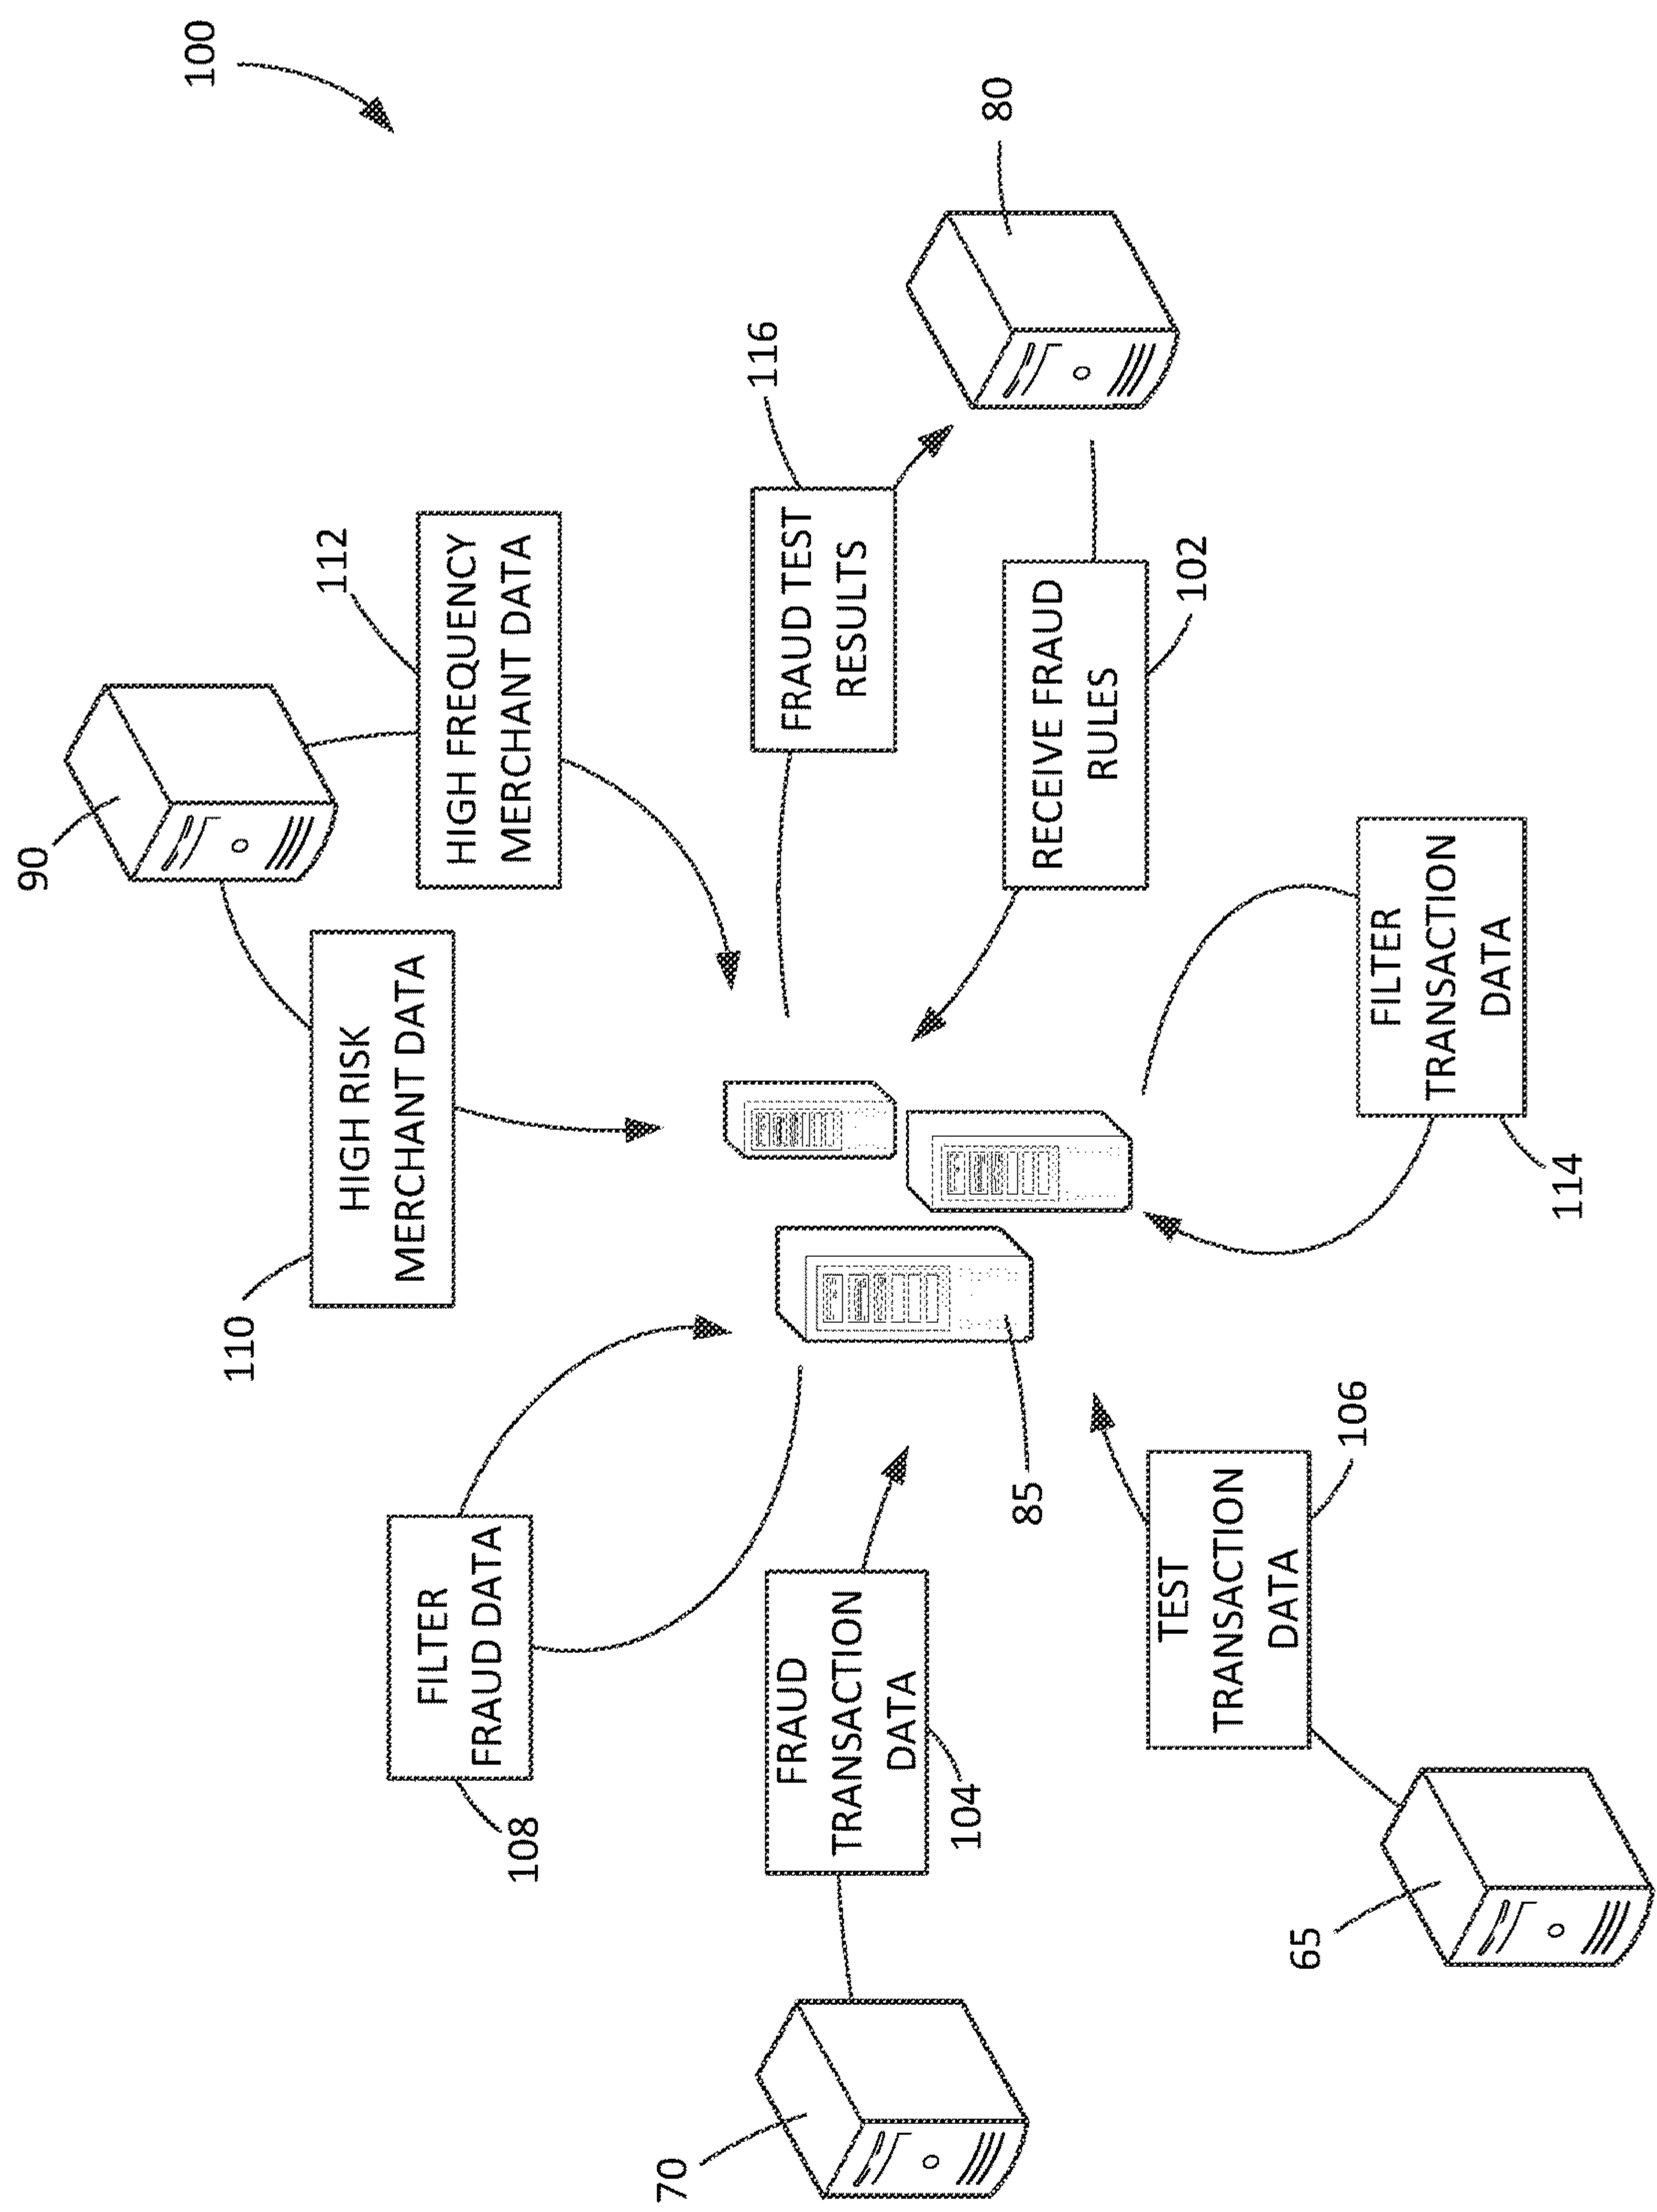 100
90
110
HIGH RISK
MERCHANT DATA
112
HIGH FREQUENCY
MERCHANT DATA
108
FILTER
FRAUD DATA
116
FRAUD TEST
RESULTS
80
70
FRAUD
TRANSACTION
DATA
104
85
RECEIVE FRAUD
RULES
102
65
TEST
TRANSACTION
DATA
106
FILTER
TRANSACTION
DATA
114